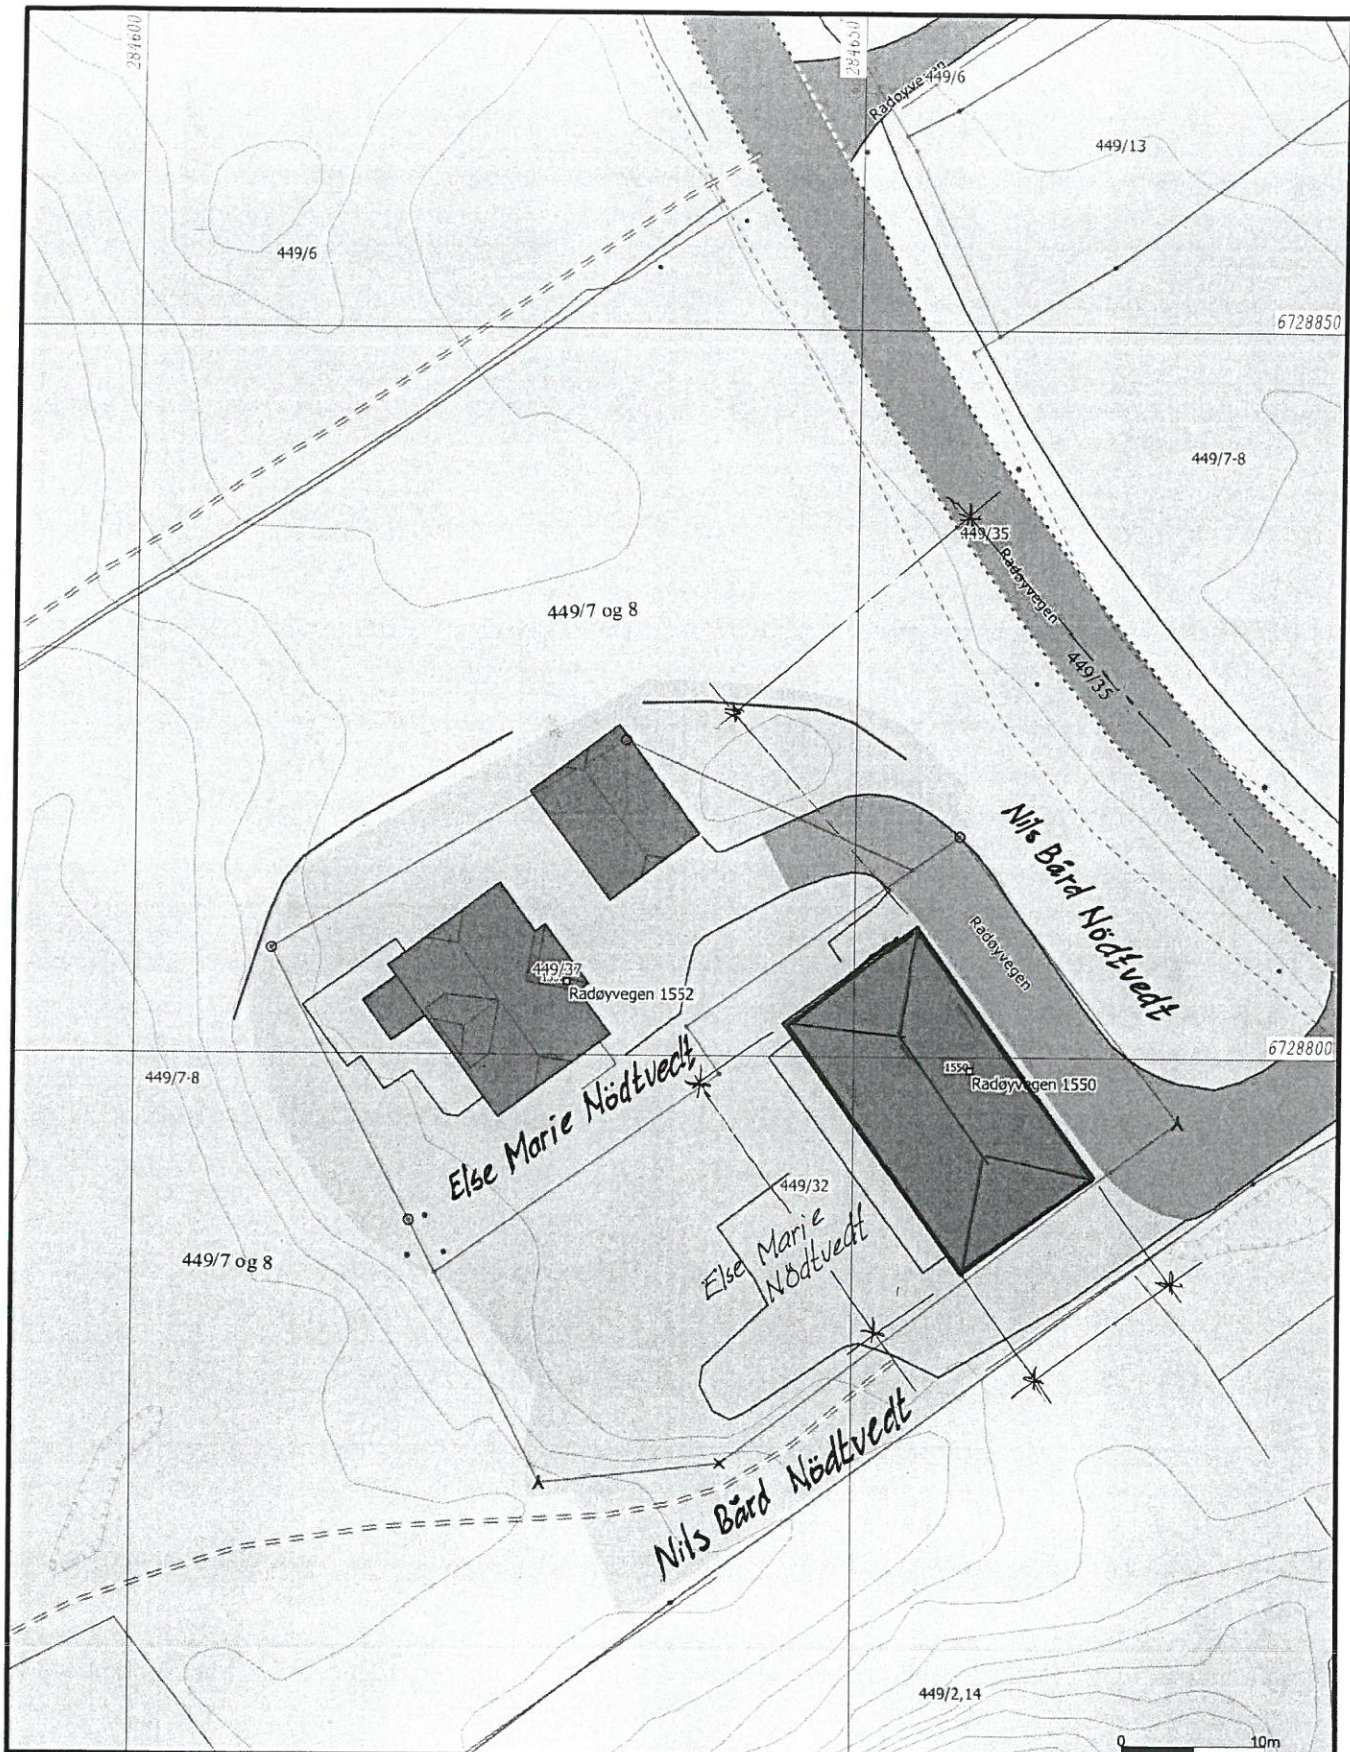 284600
284650
Radøyvegen
449/6
449/13
449/6
6728850
449/7-8
449/35
Radøyvegen
449/7 og 8
449/35
Nils Bård Nödtvedt
Radøyvegen
449/37
Radøyvegen 1552
6728800
449/7-8
1550
Radøyvegen 1550
Else Marie Nödtvedt
449/32
Else Marie
Nödtvedt
449/7 og 8
Nils Bård Nödtvedt
449/2,14
0 10m